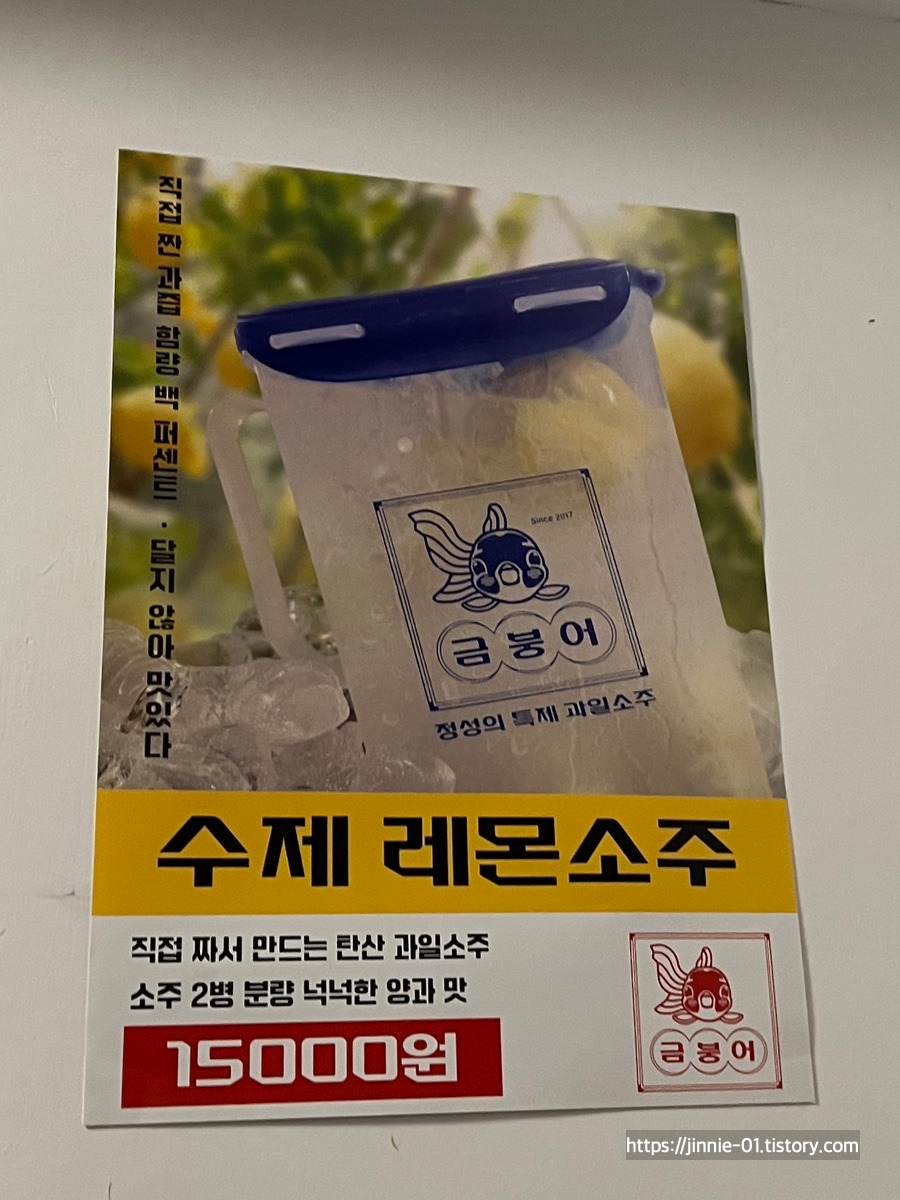 직접 짠 과즙 함량 백 퍼센트 · 달지 않아 맛있다
Since 2017
금붕어
정성의 특제 과일소주
수제 레몬소주
직접 짜서 만드는 탄산 과일소주
소주 2병 분량 넉넉한 양과 맛
15000원
금붕어
https://jinnie-01.tistory.com